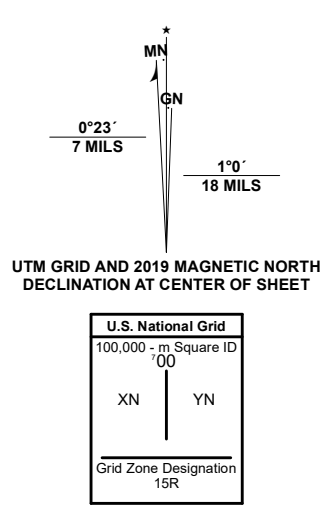 ★
MN
GN
0°23´
7 MILS
1°0´
18 MILS
UTM GRID AND 2019 MAGNETIC NORTH
DECLINATION AT CENTER OF SHEET
U.S. National Grid
100,000 - m Square ID
⁷00
XN YN
Grid Zone Designation
15R